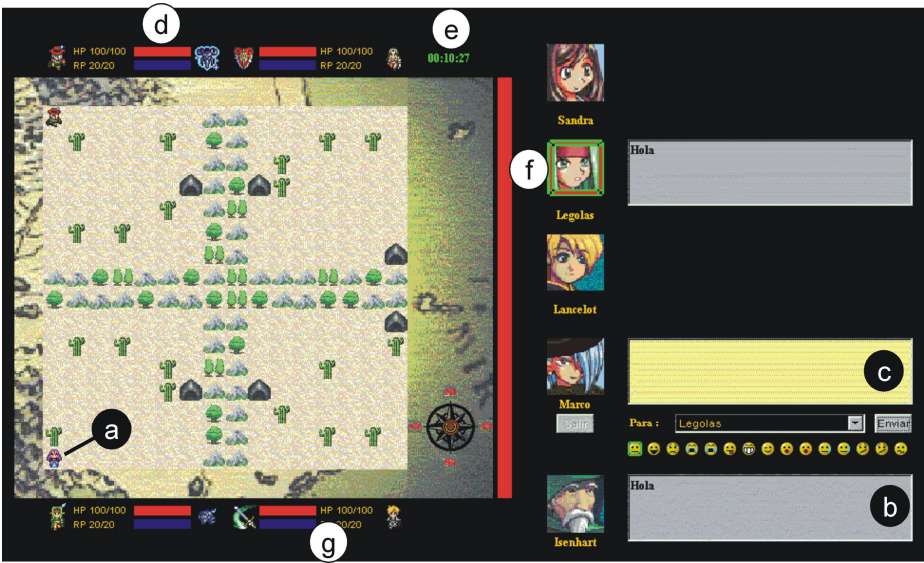 d
e
HP 100/100
RP 20/20
HP 100/100
RP 20/20
00:10:27
Sandra
f
Hola
Legolas
Lancelot
c
Marco
Salir
Para :
Legolas
Enviar
a
Hola
b
Isenhart
HP 100/100
RP 20/20
HP 100/100
20/20
g